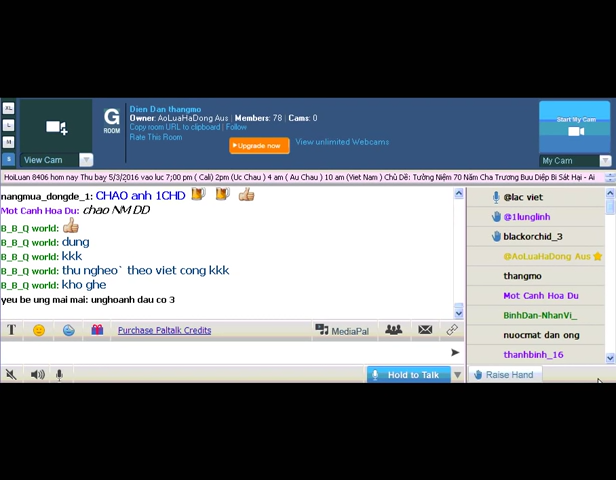 Dien Dan thangmo
Owner: AoLuaHaDong Aus | Members: 78 | Cams: 0
Copy room URL to clipboard | Follow
Rate This Room
G
ROOM
XL
L
M
S
View Cam
Upgrade now
View unlimited Webcams
Start My Cam
My Cam
HoiLuan 8406 hom nay Thu bay 5/3/2016 vao luc 7;00 pm ( Cali) 2pm (Uc Chau ) 4 am ( Au Chau ) 10 am (Viet Nam ) Chủ Đề: Tường Niệm 70 Năm Cha Trương Buu Diệp Bi Sát Hại - Ai
nangmua_dongde_1: CHAO anh 1CHD
Mot Canh Hoa Du: chao NM DD
B_B_Q world:
B_B_Q world: dung
B_B_Q world: kkk
B_B_Q world: thu ngheo` theo viet cong kkk
B_B_Q world: kho ghe
yeu be ung mai mai: unghoanh dau co 3
@lac viet
@1lunglinh
blackorchid_3
@AoLuaHaDong Aus
thangmo
Mot Canh Hoa Du
BinhDan-NhanVi_
nuocmat dan ong
thanhbinh_16
T
Purchase Paltalk Credits
MediaPal
Hold to Talk
Raise Hand